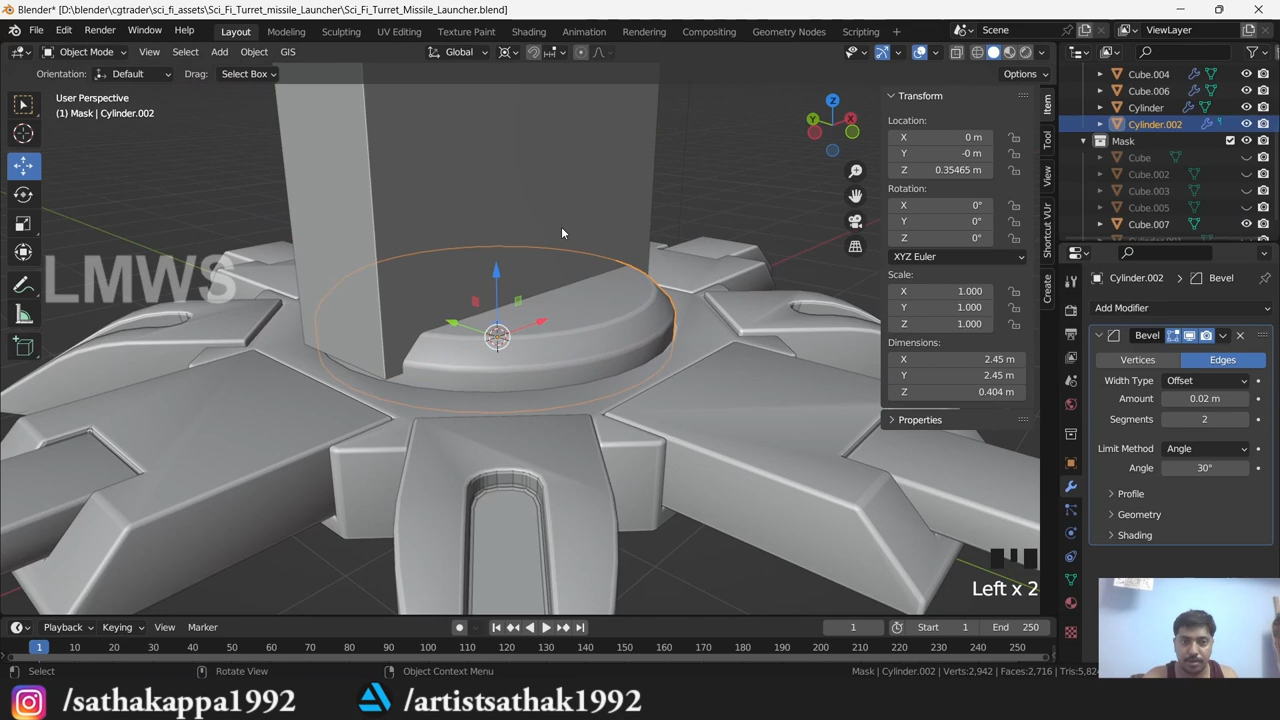 Blender* [D:\blender\cgtrader\sci_fi_assets\Sci_Fi_Turret_missile_Launcher\Sci_Fi_Turret_Missile_Launcher.blend]
File Edit Render Window Help Layout Modeling Sculpting UV Editing Texture Paint Shading Animation Rendering Compositing Geometry Nodes Scripting + Scene ViewLayer
Object Mode View Select Add Object GIS Global
Orientation: Default Drag: Select Box Options
User Perspective
(1) Mask | Cylinder.002
Z
Y
X
Transform
Location:
X 0 m
Y -0 m
Z 0.35465 m
Rotation:
X 0°
Y 0°
Z 0°
XYZ Euler
Scale:
X 1.000
Y 1.000
Z 1.000
Dimensions:
X 2.45 m
Y 2.45 m
Z 0.404 m
Properties
Item
Tool
View
Shortcut VUr
Create
Cube.004
Cube.006
Cylinder
Cylinder.002
Mask
Cube
Cube.002
Cube.003
Cube.005
Cube.007
Cylinder.002 Bevel
Add Modifier
Bevel
Vertices Edges
Width Type Offset
Amount 0.02 m
Segments 2
Limit Method Angle
Angle 30°
Profile
Geometry
Shading
LMWS
Left x 2
Playback Keying View Marker 1 Start 1 End 250
1 10 20 30 40 50 60 70 80 90 100 110 120 130 140 150 160 170 180 190 200 210 220 230 240 250
Select Rotate View Object Context Menu Mask | Cylinder.002 | Verts:2,942 | Faces:2,716 | Tris:5,82
/sathakappa1992 /artistsathak1992